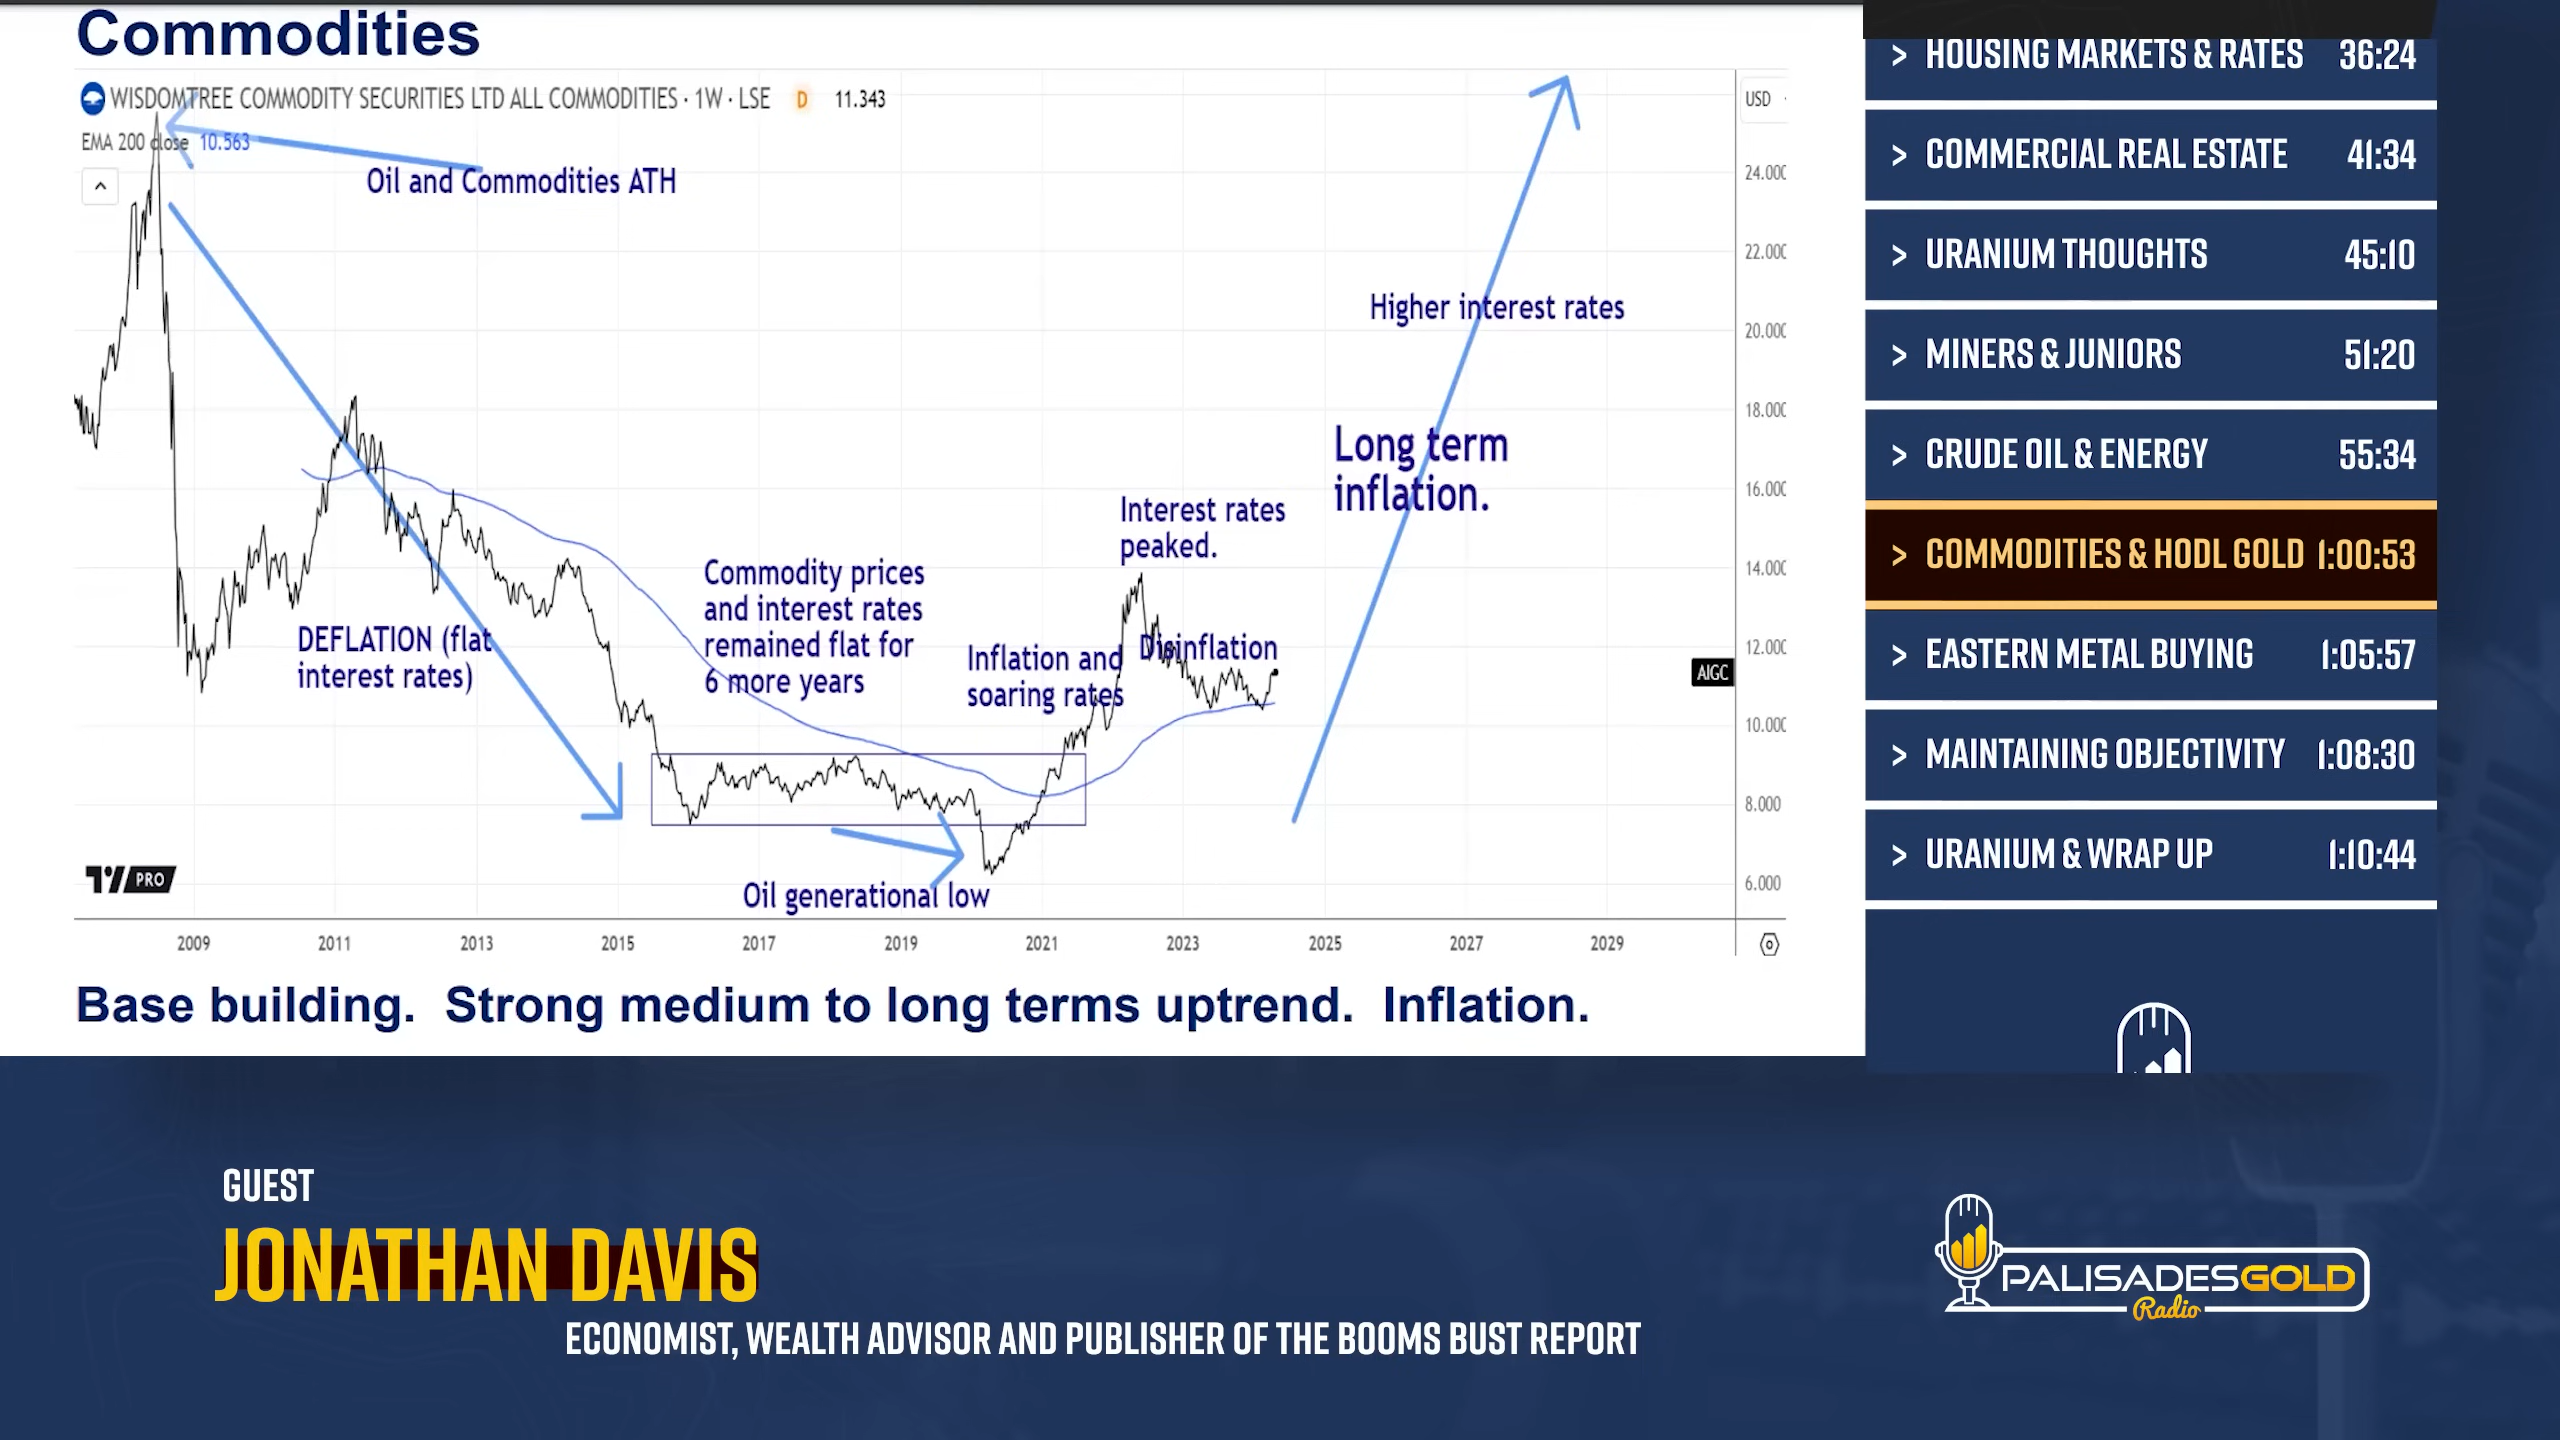 Commodities
WISDOMTREE COMMODITY SECURITIES LTD ALL COMMODITIES · 1W · LSE D 11.343
EMA 200 close 10.563
USD
Oil and Commodities ATH
24.000
22.000
20.000
18.000
16.000
14.000
12.000
10.000
8.000
6.000
Higher interest rates
Long term
inflation.
Interest rates
peaked.
Commodity prices
and interest rates
remained flat for
6 more years
DEFLATION (flat
interest rates)
Inflation and
soaring rates
Disinflation
AIGC
Oil generational low
PRO
2009 2011 2013 2015 2017 2019 2021 2023 2025 2027 2029
Base building. Strong medium to long terms uptrend. Inflation.
> HOUSING MARKETS & RATES 36:24
> COMMERCIAL REAL ESTATE 41:34
> URANIUM THOUGHTS 45:10
> MINERS & JUNIORS 51:20
> CRUDE OIL & ENERGY 55:34
> COMMODITIES & HODL GOLD 1:00:53
> EASTERN METAL BUYING 1:05:57
> MAINTAINING OBJECTIVITY 1:08:30
> URANIUM & WRAP UP 1:10:44
GUEST
JONATHAN DAVIS
ECONOMIST, WEALTH ADVISOR AND PUBLISHER OF THE BOOMS BUST REPORT
PALISADESGOLD
Radio